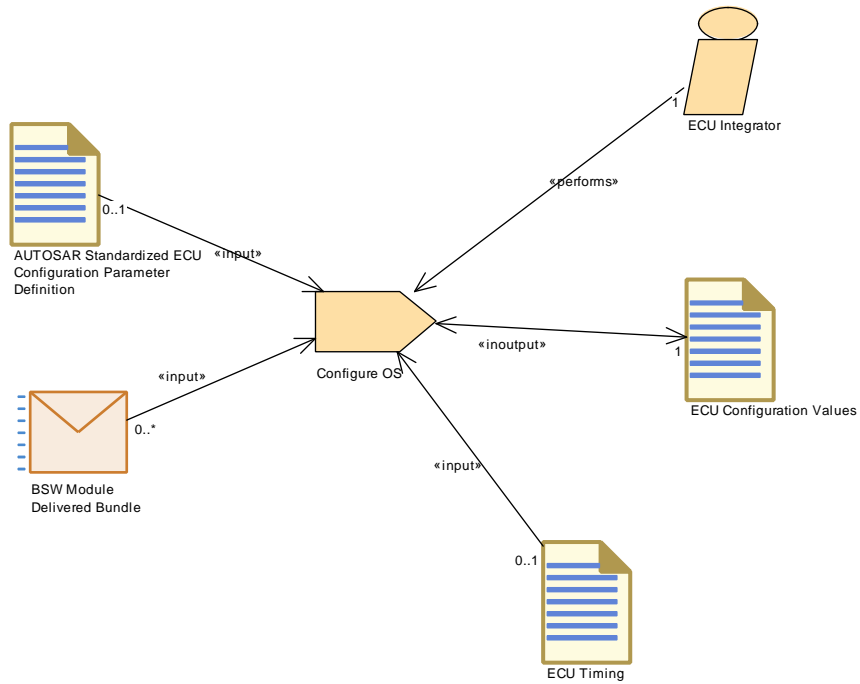 1
ECU Integrator
«performs»
0..1
AUTOSAR Standardized ECU
Configuration Parameter
Definition
«input»
«inoutput»
1
ECU Configuration Values
Configure OS
«input»
0..*
BSW Module
Delivered Bundle
«input»
0..1
ECU Timing